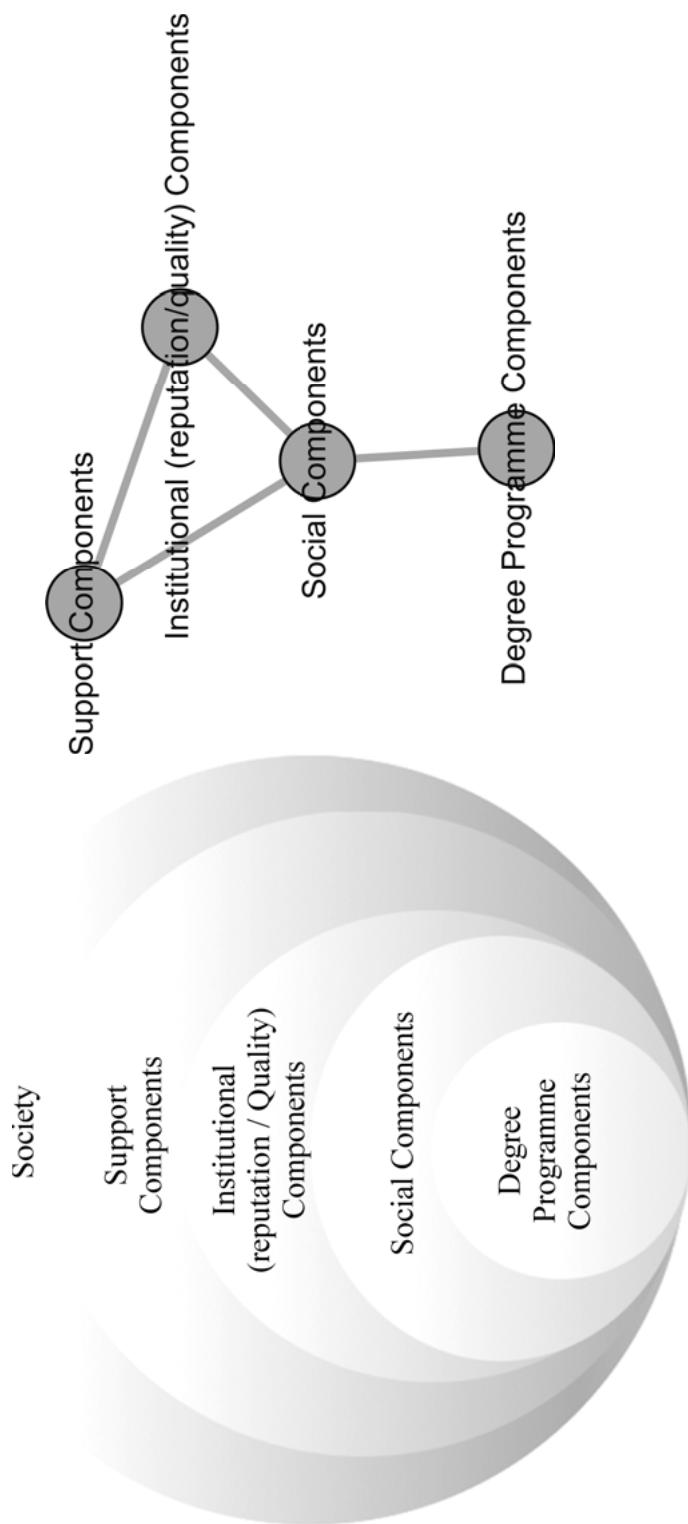 Society
Support
Components
Institutional
(reputation / Quality)
Components
Social Components
Degree
Programme
Components
Support Components
Institutional (reputation/quality) Components
Social Components
Degree Programme Components